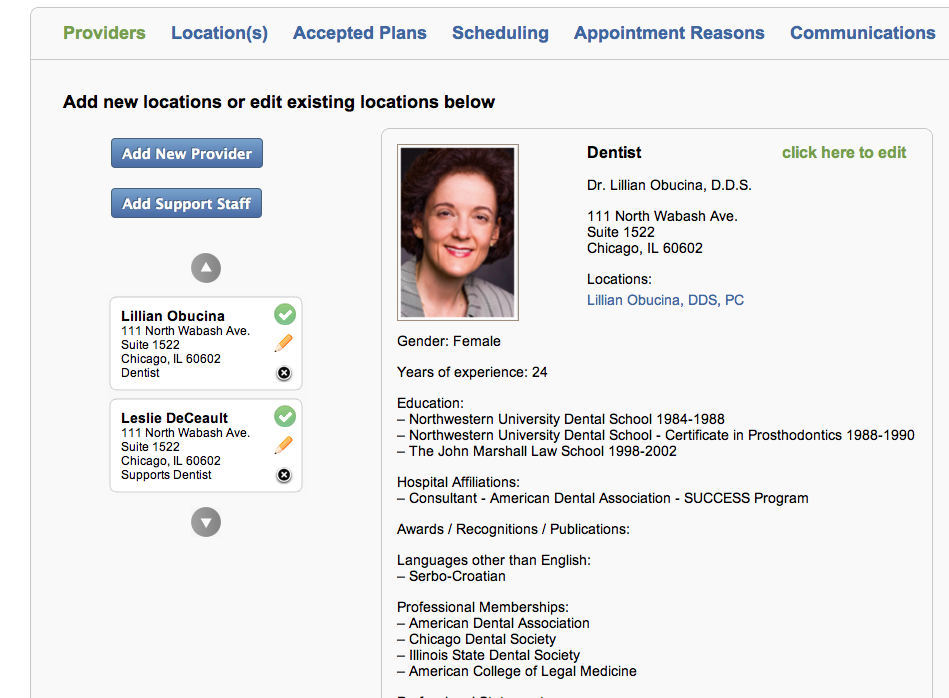 Providers Location(s) Accepted Plans Scheduling Appointment Reasons Communications
Add new locations or edit existing locations below
Add New Provider
Add Support Staff
Lillian Obucina
111 North Wabash Ave.
Suite 1522
Chicago, IL 60602
Dentist
Leslie DeCeault
111 North Wabash Ave.
Suite 1522
Chicago, IL 60602
Supports Dentist
Dentist click here to edit
Dr. Lillian Obucina, D.D.S.
111 North Wabash Ave.
Suite 1522
Chicago, IL 60602
Locations:
Lillian Obucina, DDS, PC
Gender: Female
Years of experience: 24
Education:
– Northwestern University Dental School 1984-1988
– Northwestern University Dental School - Certificate in Prosthodontics 1988-1990
– The John Marshall Law School 1998-2002
Hospital Affiliations:
– Consultant - American Dental Association - SUCCESS Program
Awards / Recognitions / Publications:
Languages other than English:
– Serbo-Croatian
Professional Memberships:
– American Dental Association
– Chicago Dental Society
– Illinois State Dental Society
– American College of Legal Medicine